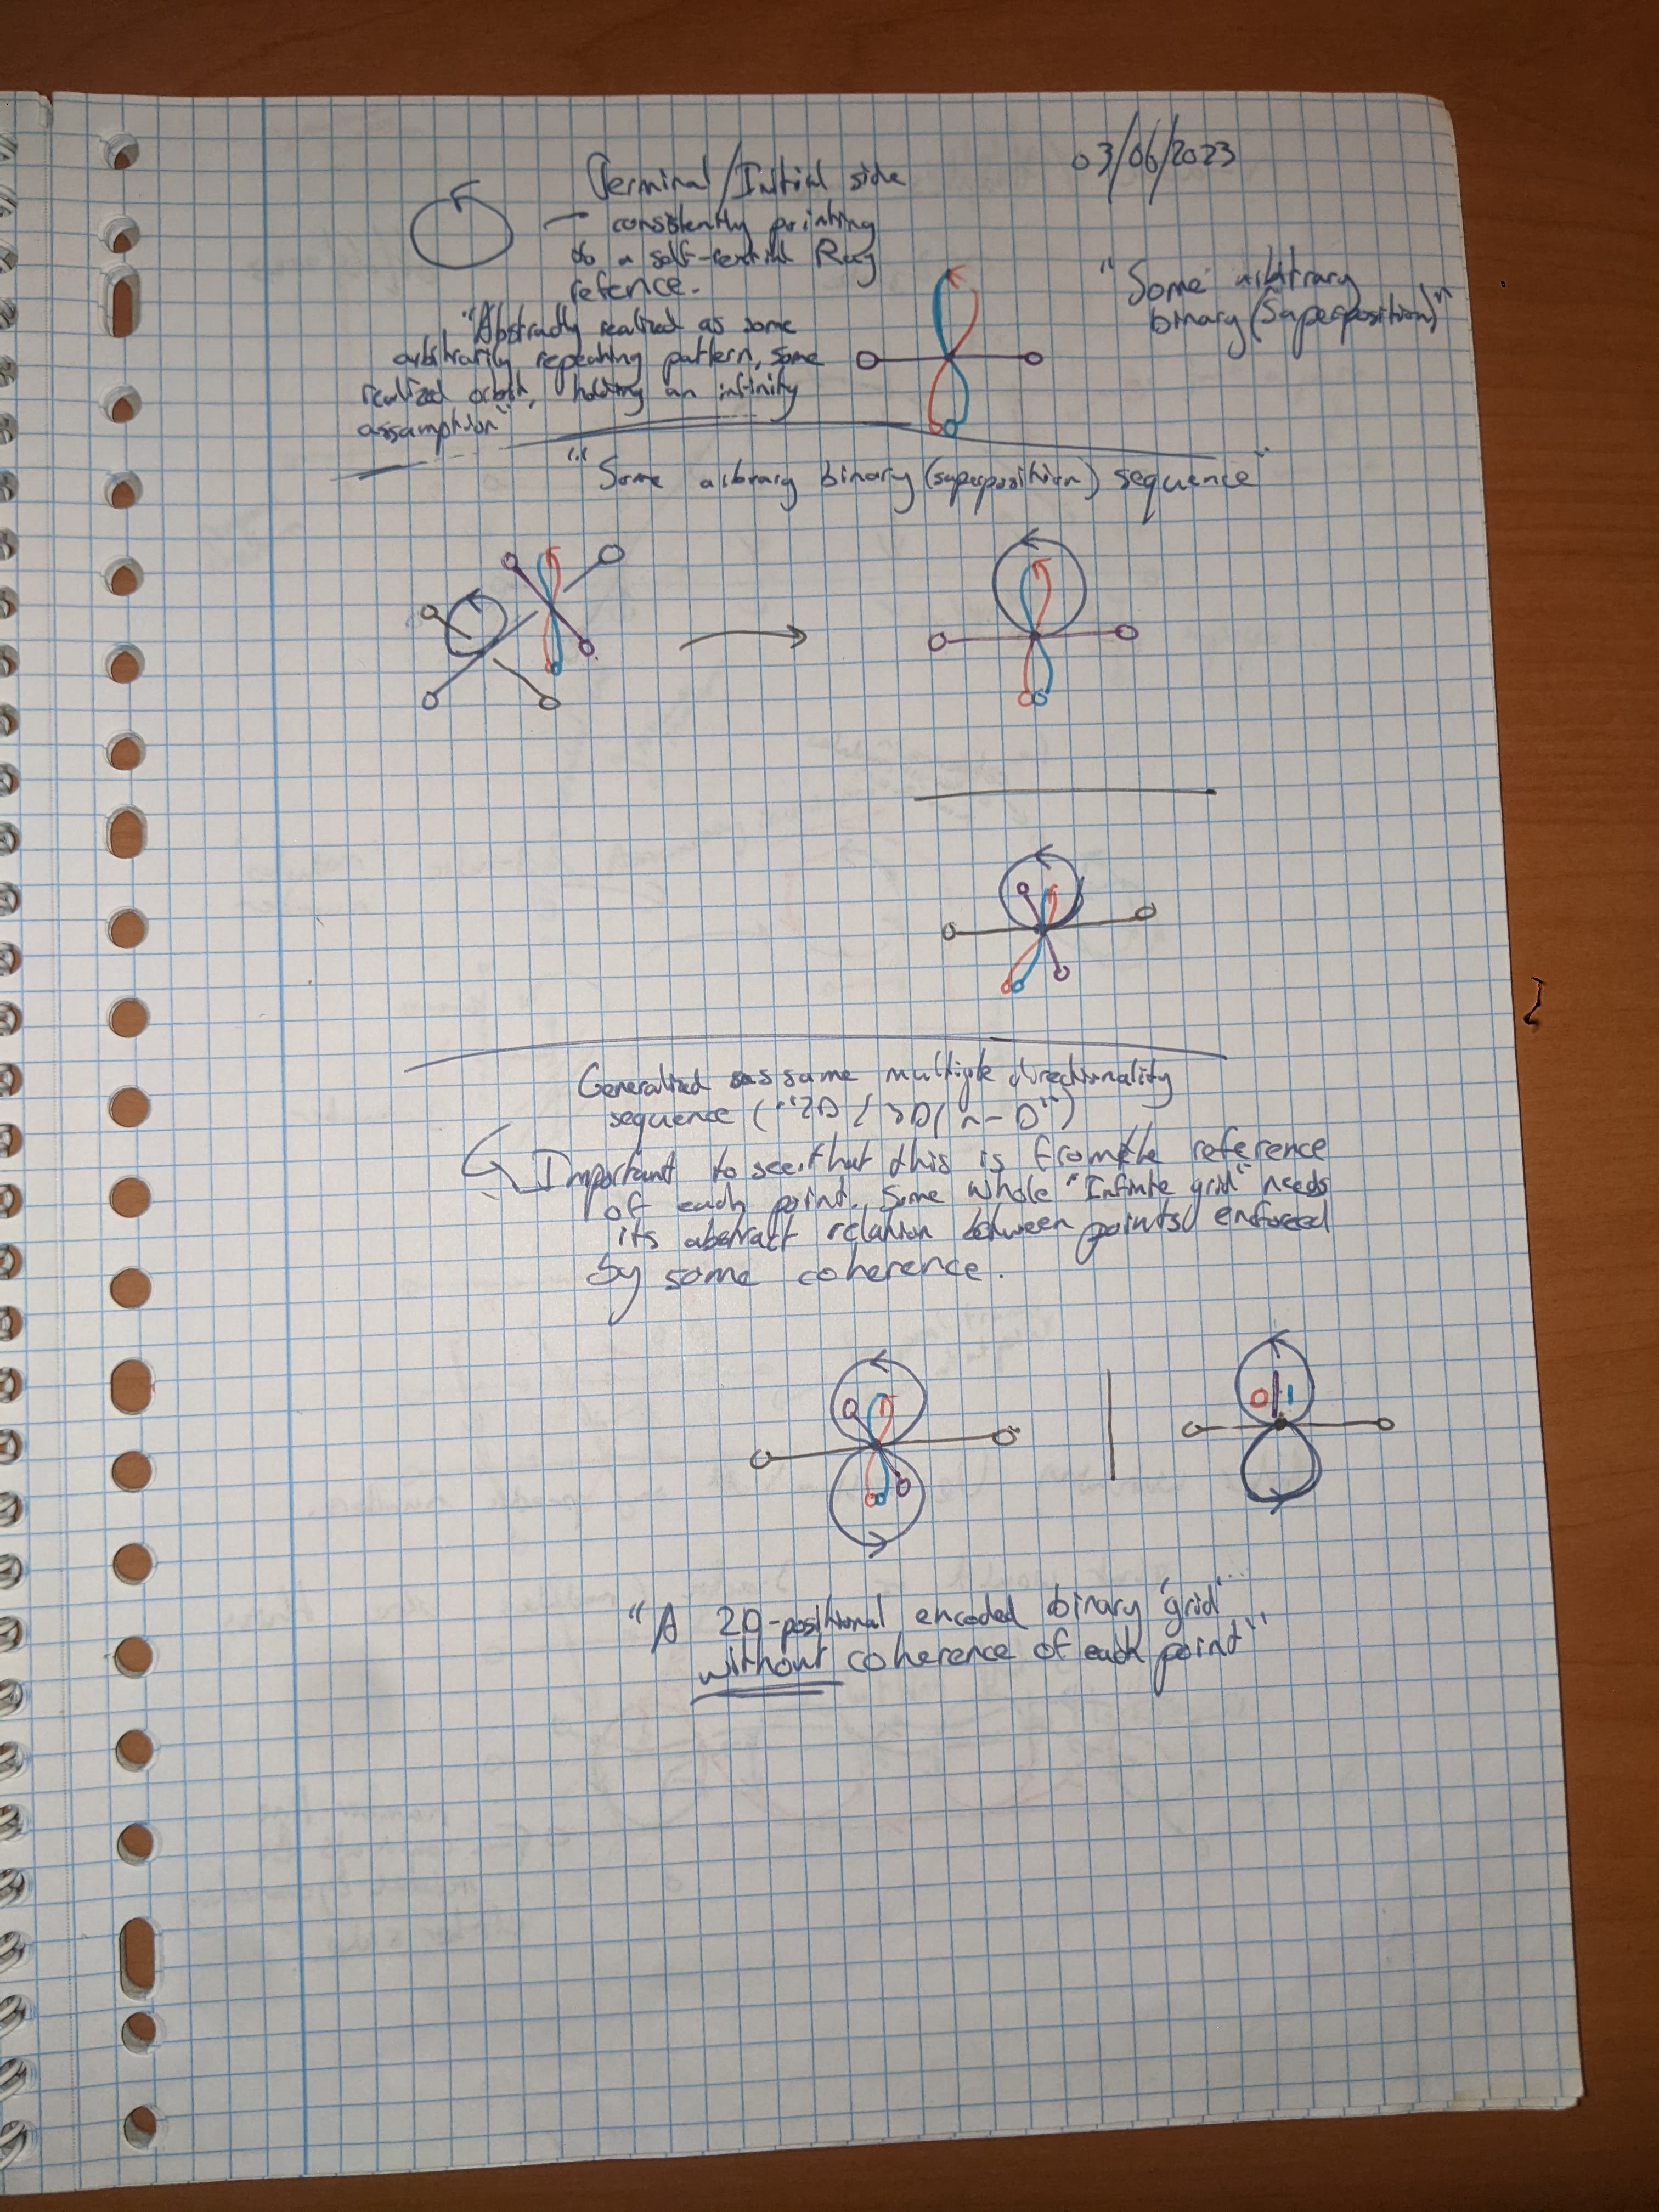 03/06/2023
Terminal/Initial side
— consistently pointing
to a self- Ray
refence.
"Abstractly realized as some
arbitrarily repeating pattern, some
realized orbit, holding an infinity
assumption"
"Some arbitrary
binary (Superposition)"
"Some arbrary binary (superposition) sequence"
Generalized as some multiple directionality
sequence ("2D / 3D / n-D")
Important to see that this is from the reference
of each point. Some whole "Infinite grid" needs
its abstract relation between points enforced
by some coherence.
0 1
"A 2D-positional encoded binary 'grid'...
without coherence of each point"